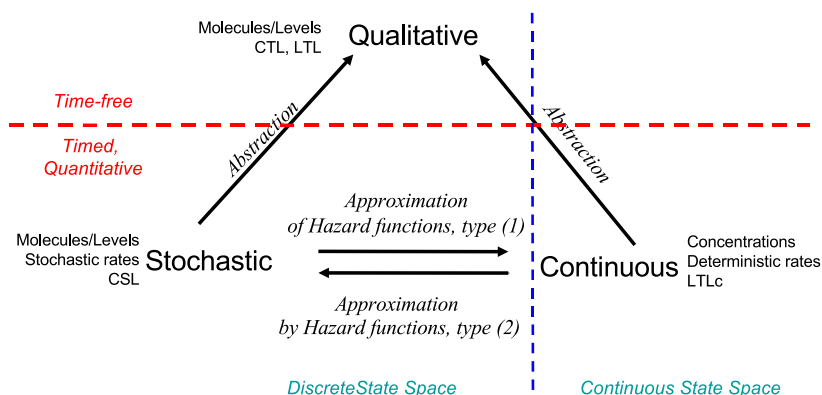 Molecules/Levels
CTL, LTL
Qualitative
Time-free
Abstraction
Abstraction
Timed,
Quantitative
Approximation
of Hazard functions, type (1)
Molecules/Levels
Stochastic rates
CSL
Stochastic
Continuous
Concentrations
Deterministic rates
LTLc
Approximation
by Hazard functions, type (2)
DiscreteState Space
Continuous State Space